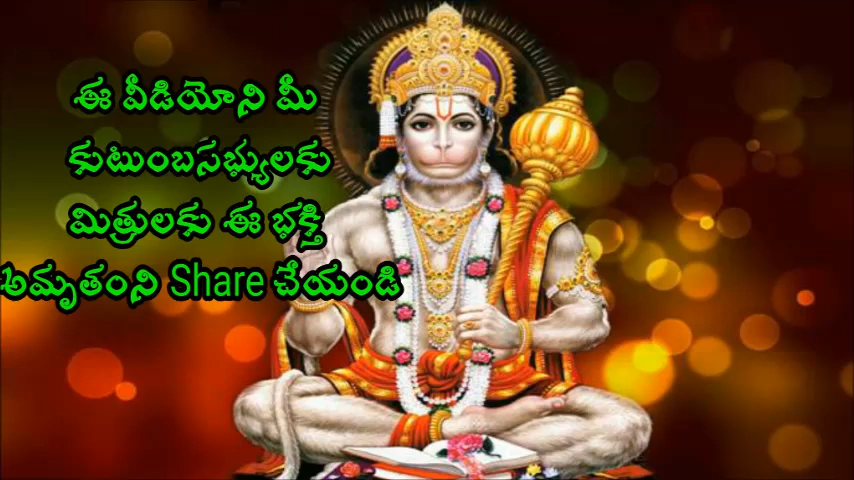 ఈ వీడియోని మీ
కుటుంబసభ్యులకు
మిత్రులకు ఈ భక్తి
అమృతంని Share చేయండి